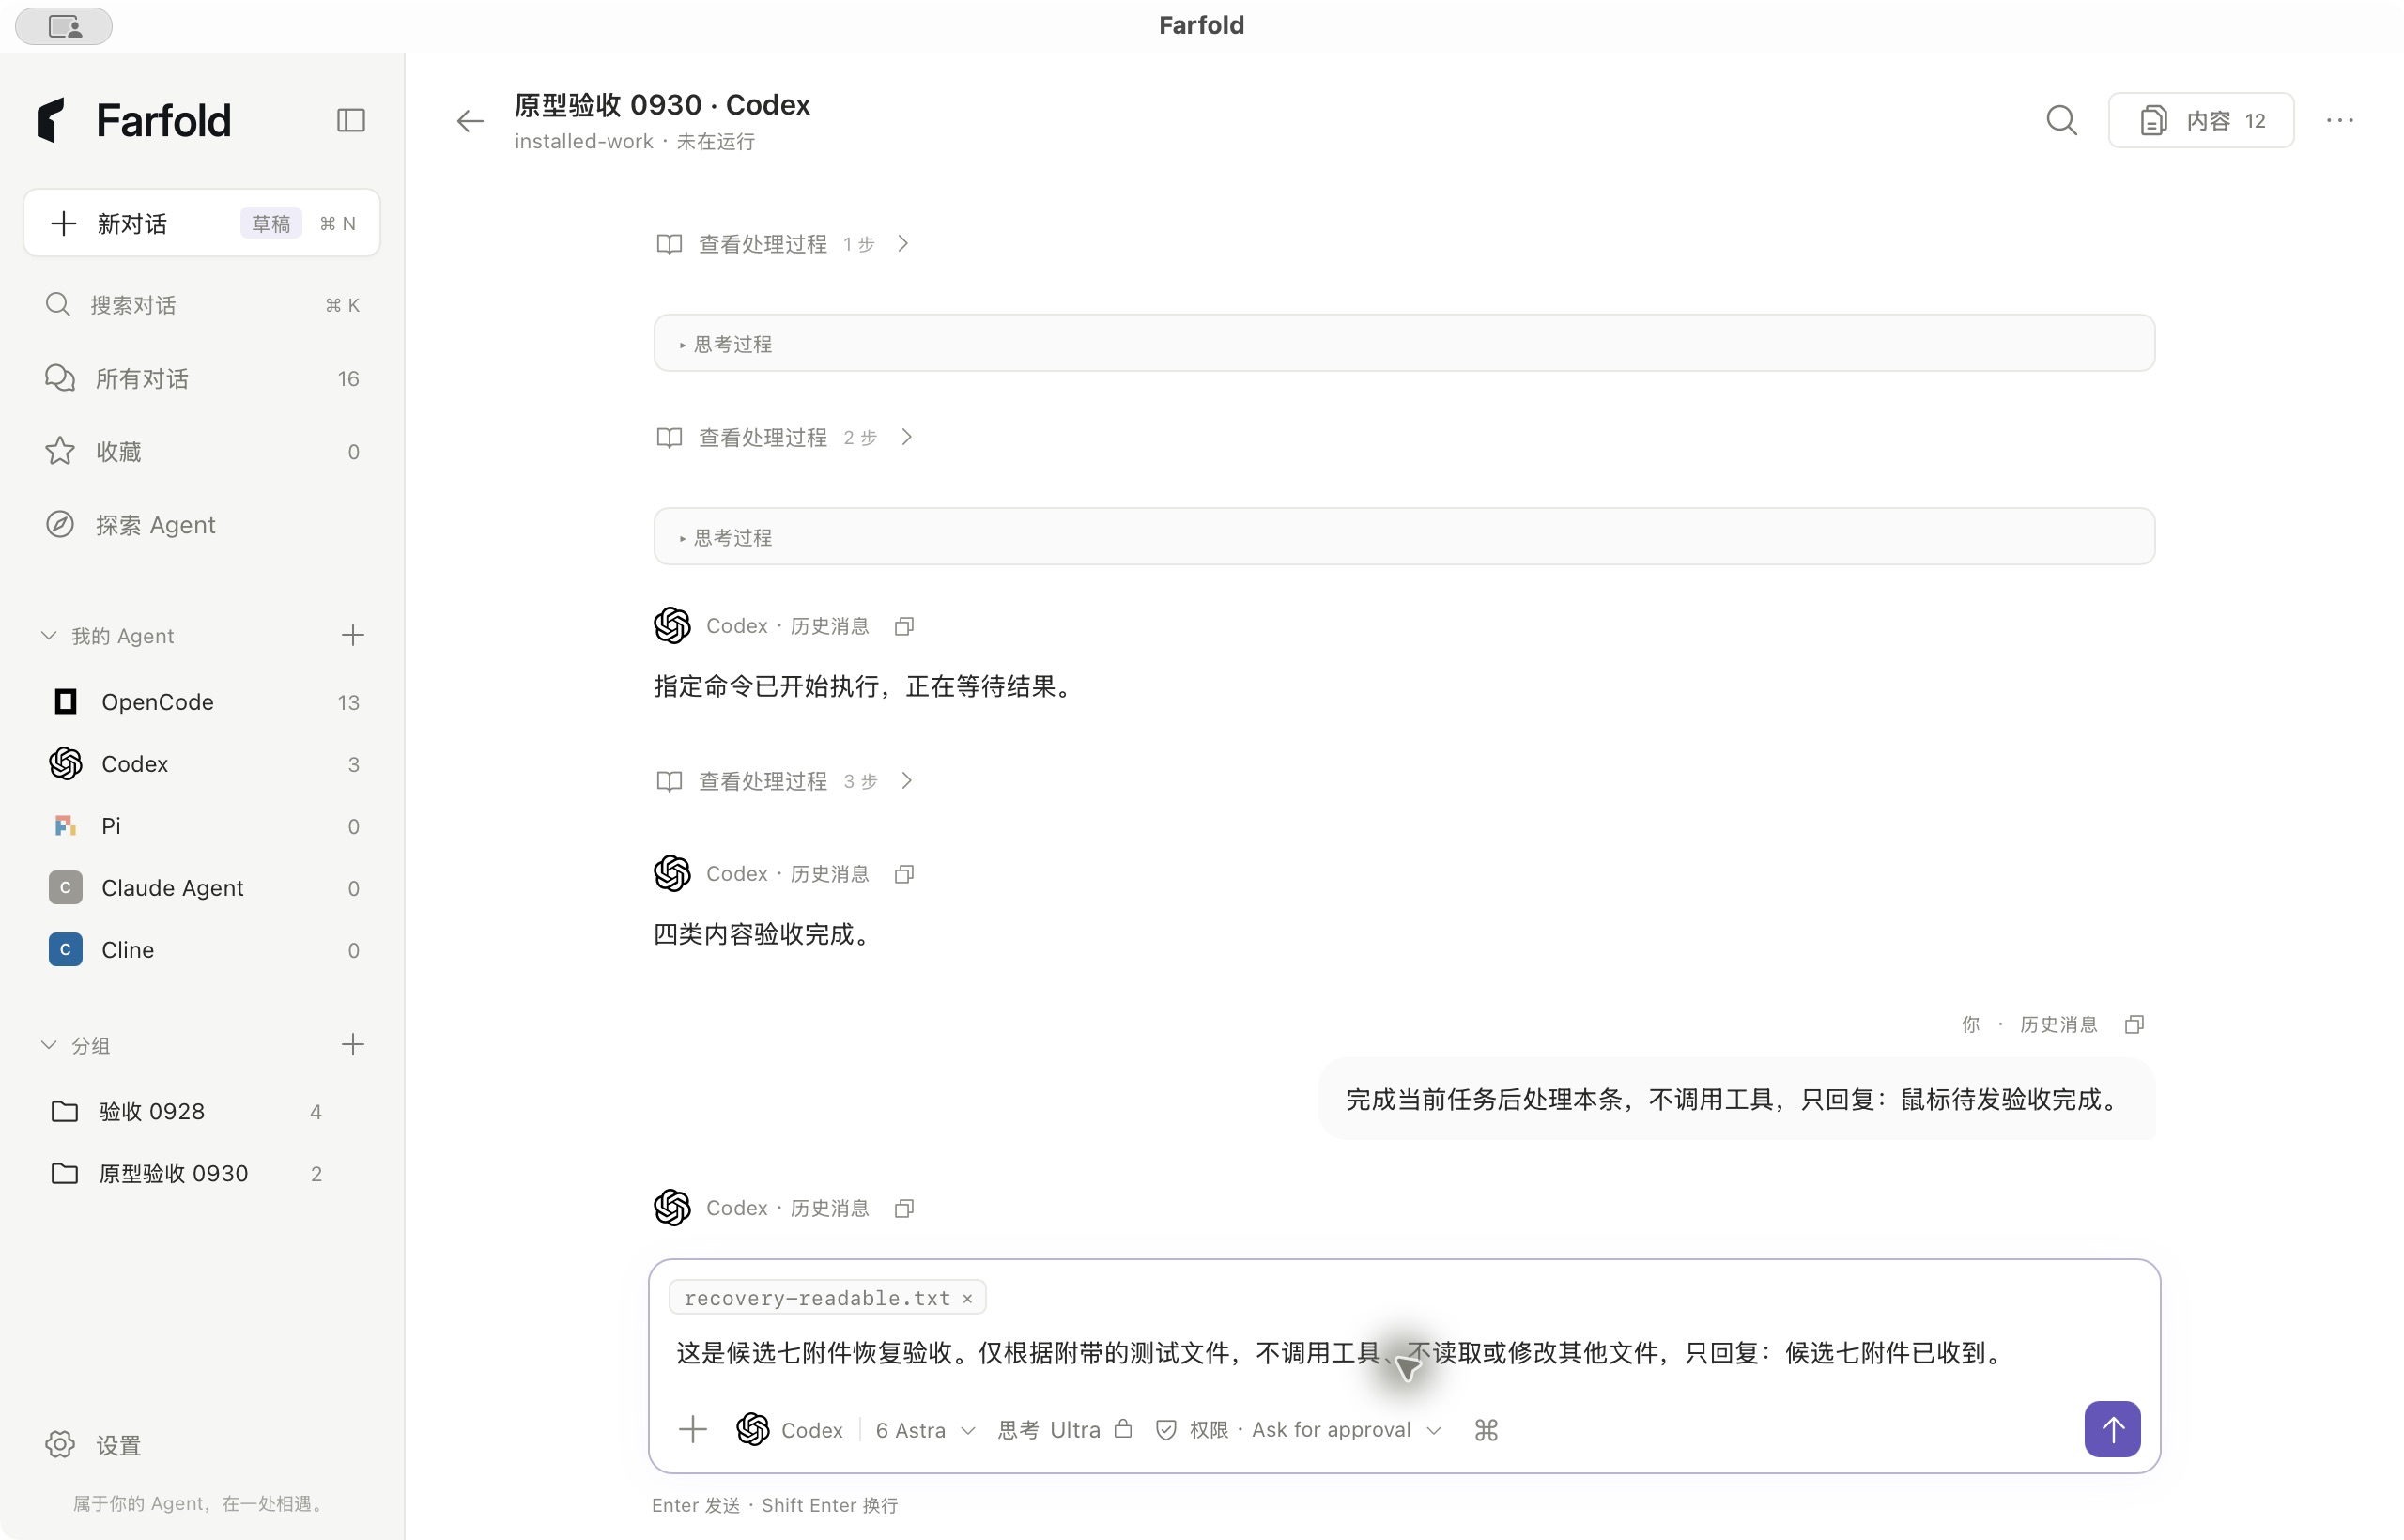 Farfold
Farfold
新对话 草稿 ⌘ N
搜索对话 ⌘ K
所有对话 16
收藏 0
探索 Agent
我的 Agent
OpenCode 13
Codex 3
Pi 0
C Claude Agent 0
C Cline 0
分组
验收 0928 4
原型验收 0930 2
设置
属于你的 Agent，在一处相遇。
原型验收 0930 · Codex
installed-work · 未在运行
内容 12
查看处理过程 1 步
思考过程
查看处理过程 2 步
思考过程
Codex · 历史消息
指定命令已开始执行，正在等待结果。
查看处理过程 3 步
Codex · 历史消息
四类内容验收完成。
你 · 历史消息
完成当前任务后处理本条，不调用工具，只回复：鼠标待发验收完成。
Codex · 历史消息
recovery-readable.txt ×
这是候选七附件恢复验收。仅根据附带的测试文件，不调用工具、不读取或修改其他文件，只回复：候选七附件已收到。
Codex 6 Astra 思考 Ultra 权限 · Ask for approval ⌘
Enter 发送 · Shift Enter 换行